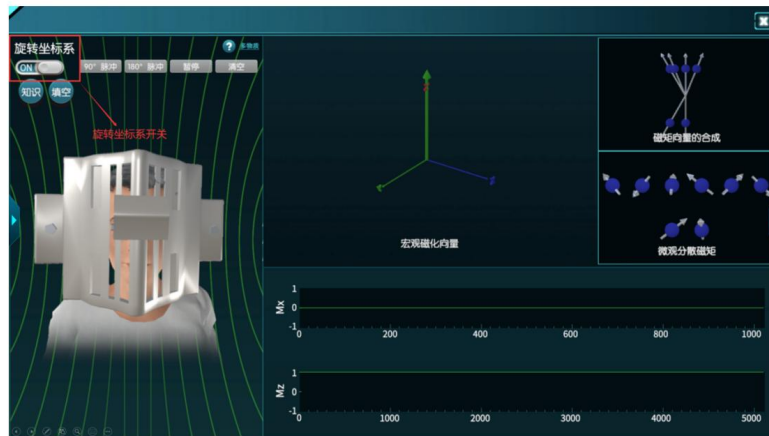 旋转坐标系
ON
90° 脉冲
180° 脉冲
暂停
清空
知识
填空
旋转坐标系开关
宏观磁化向量
磁矩向量的合成
微观分散磁矩
Mx
1
0
-1
0
200
400
600
800
1000
Mz
1
0
-1
0
1000
2000
3000
4000
5000